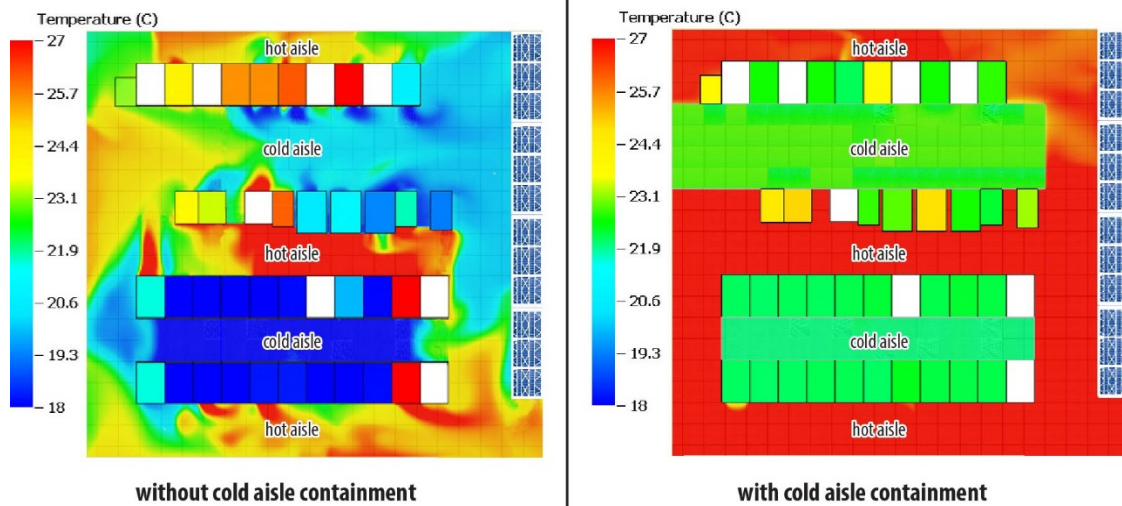 Temperature (C)
27
25.7
24.4
23.1
21.9
20.6
19.3
18
hot aisle
cold aisle
hot aisle
cold aisle
hot aisle
without cold aisle containment
Temperature (C)
27
25.7
24.4
23.1
21.9
20.6
19.3
18
hot aisle
cold aisle
hot aisle
cold aisle
hot aisle
with cold aisle containment